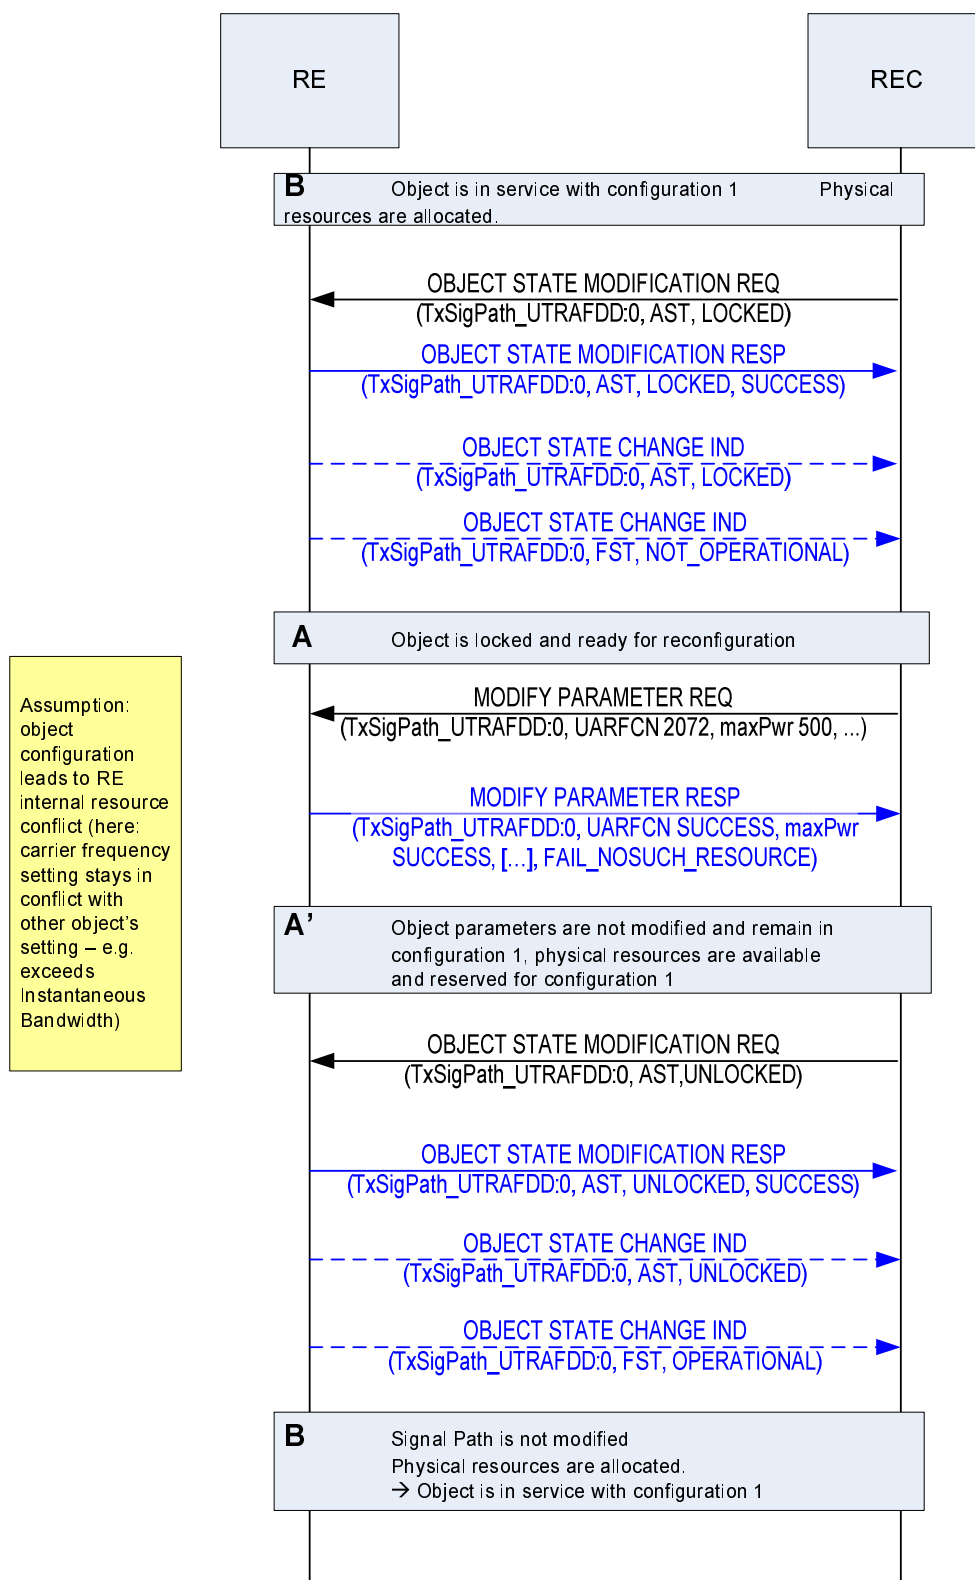 RE
REC
B Object is in service with configuration 1 Physical
resources are allocated.
OBJECT STATE MODIFICATION REQ
(TxSigPath_UTRAFDD:0, AST, LOCKED)
OBJECT STATE MODIFICATION RESP
(TxSigPath_UTRAFDD:0, AST, LOCKED, SUCCESS)
OBJECT STATE CHANGE IND
(TxSigPath_UTRAFDD:0, AST, LOCKED)
OBJECT STATE CHANGE IND
(TxSigPath_UTRAFDD:0, FST, NOT_OPERATIONAL)
A Object is locked and ready for reconfiguration
Assumption:
object
configuration
leads to RE
internal resource
conflict (here:
carrier frequency
setting stays in
conflict with
other object's
setting – e.g.
exceeds
Instantaneous
Bandwidth)
MODIFY PARAMETER REQ
(TxSigPath_UTRAFDD:0, UARFCN 2072, maxPwr 500, ...)
MODIFY PARAMETER RESP
(TxSigPath_UTRAFDD:0, UARFCN SUCCESS, maxPwr
SUCCESS, [...], FAIL_NOSUCH_RESOURCE)
A' Object parameters are not modified and remain in
configuration 1, physical resources are available
and reserved for configuration 1
OBJECT STATE MODIFICATION REQ
(TxSigPath_UTRAFDD:0, AST,UNLOCKED)
OBJECT STATE MODIFICATION RESP
(TxSigPath_UTRAFDD:0, AST, UNLOCKED, SUCCESS)
OBJECT STATE CHANGE IND
(TxSigPath_UTRAFDD:0, AST, UNLOCKED)
OBJECT STATE CHANGE IND
(TxSigPath_UTRAFDD:0, FST, OPERATIONAL)
B Signal Path is not modified
Physical resources are allocated.
→ Object is in service with configuration 1